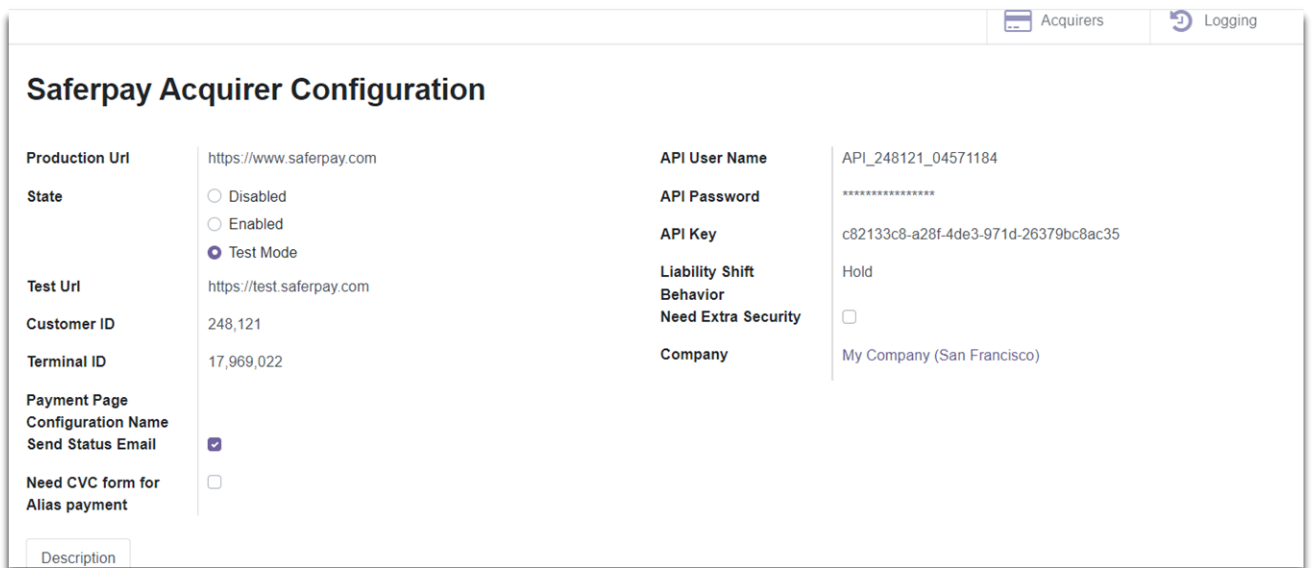 Acquirers
Logging
Saferpay Acquirer Configuration
Production Url
https://www.saferpay.com
State
Disabled
Enabled
Test Mode
Test Url
https://test.saferpay.com
Customer ID
248,121
Terminal ID
17,969,022
Payment Page
Configuration Name
Send Status Email
Need CVC form for
Alias payment
API User Name
API_248121_04571184
API Password
****************
API Key
c82133c8-a28f-4de3-971d-26379bc8ac35
Liability Shift
Behavior
Hold
Need Extra Security
Company
My Company (San Francisco)
Description